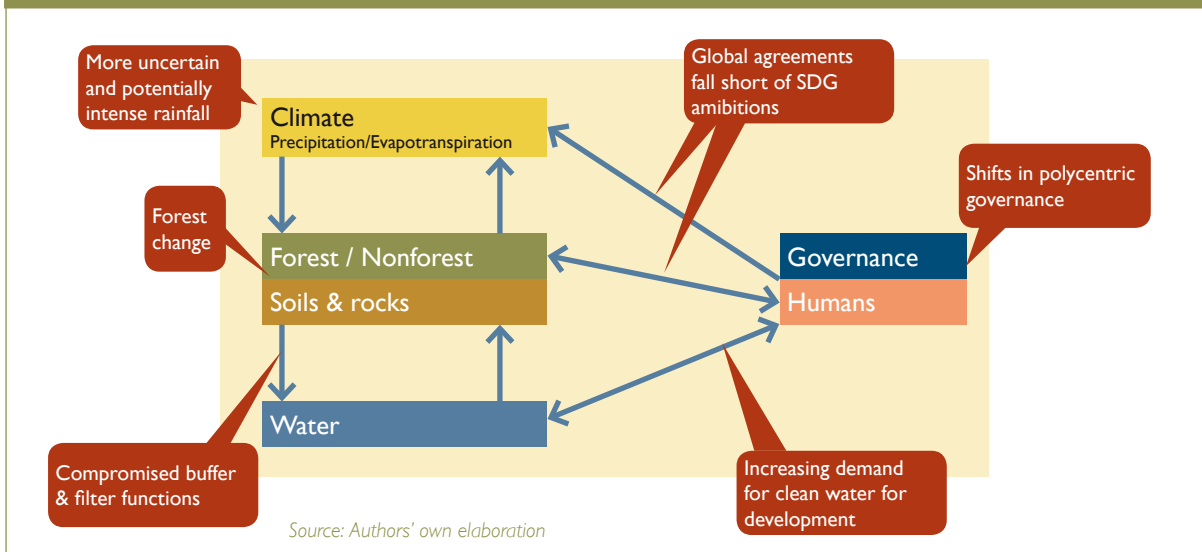 More uncertain
and potentially
intense rainfall
Global agreements
fall short of SDG
amibitions
Climate
Precipitation/Evapotranspiration
Shifts in polycentric
governance
Forest
change
Forest / Nonforest
Governance
Soils & rocks
Humans
Water
Compromised buffer
& filter functions
Increasing demand
for clean water for
development
Source: Authors' own elaboration